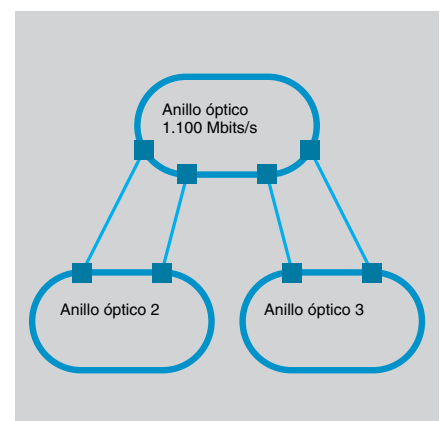 Anillo óptico
1.100 Mbits/s
Anillo óptico 2
Anillo óptico 3